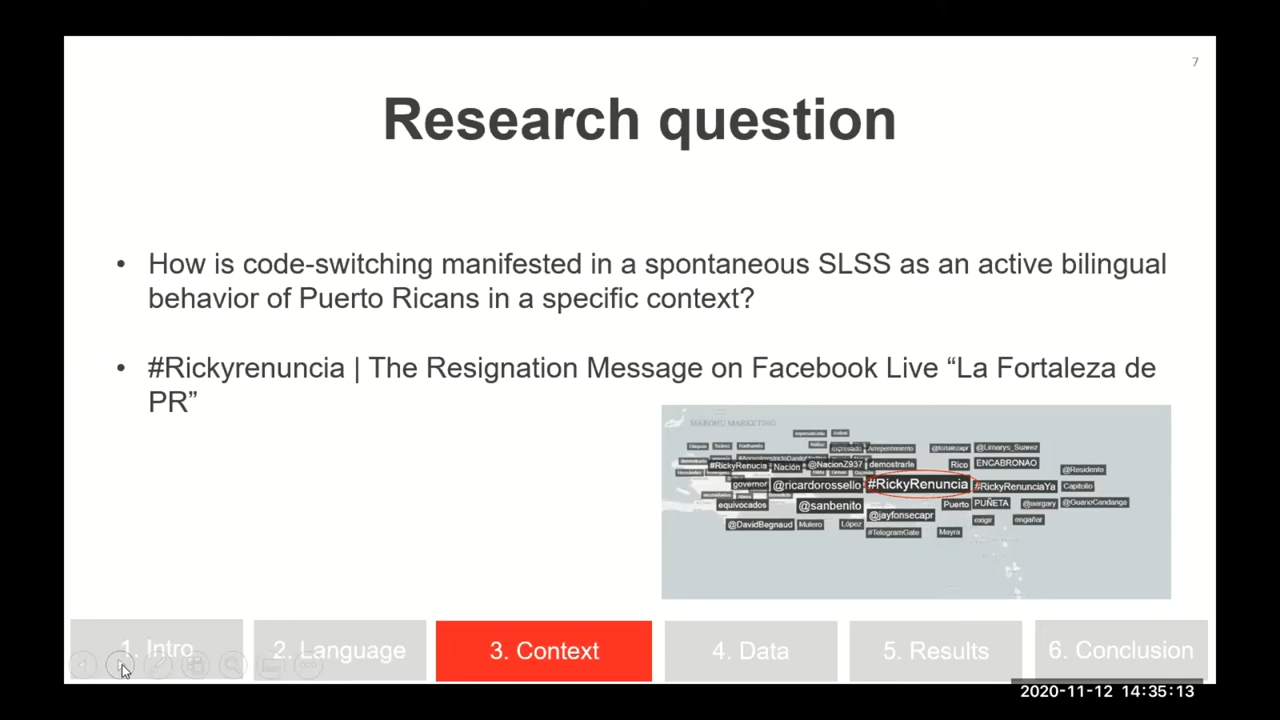 7
Research question
• How is code-switching manifested in a spontaneous SLSS as an active bilingual
behavior of Puerto Ricans in a specific context?
• #Rickyrenuncia | The Resignation Message on Facebook Live “La Fortaleza de
PR”
MAROHU MARKETING
@fortalezapr @Limarys_Suarez
#RickyRenucia Nación @NacionZ937 demostrarle Rico ENCABRONAO @Residente
governor @ricardorossello #RickyRenuncia #RickyRenunciaYa Capitolio
equivocados @sanbenito Puerto PUÑETA @GuanoCandanga
@jayfonsecapr exigir engañar
@DavidBegnaud Mulero López #TelegramGate Mayra
1. Intro 2. Language 3. Context 4. Data 5. Results 6. Conclusion
2020-11-12 14:35:13